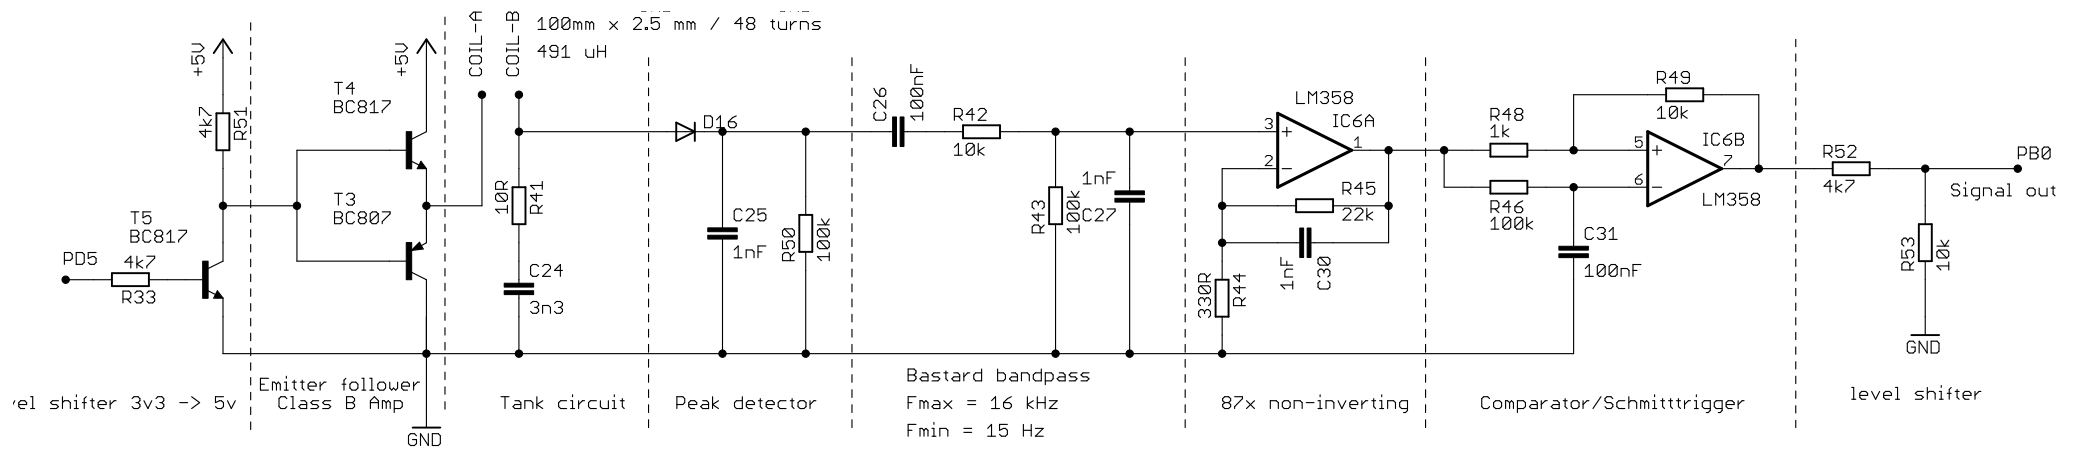 100mm x 2.5 mm / 48 turns
491 uH
+5V
4k7
R51
T4
BC817
+5V
COIL-A
COIL-B
T3
BC807
T5
BC817
PD5
4k7
R33
10R
R41
C24
3n3
D16
C25
1nF
R50
100k
C26
100nF
R42
10k
R43
100k
1nF
C27
LM358
IC6A
3
2
1
R45
22k
1nF
C30
330R
R44
R48
1k
R46
100k
R49
10k
IC6B
5
6
7
LM358
C31
100nF
R52
4k7
PB0
Signal out
R53
10k
GND
GND
shifter 3v3 -> 5v
Emitter follower
Class B Amp
Tank circuit
Peak detector
Bastard bandpass
Fmax = 16 kHz
Fmin = 15 Hz
87x non-inverting
Comparator/Schmitttrigger
level shifter